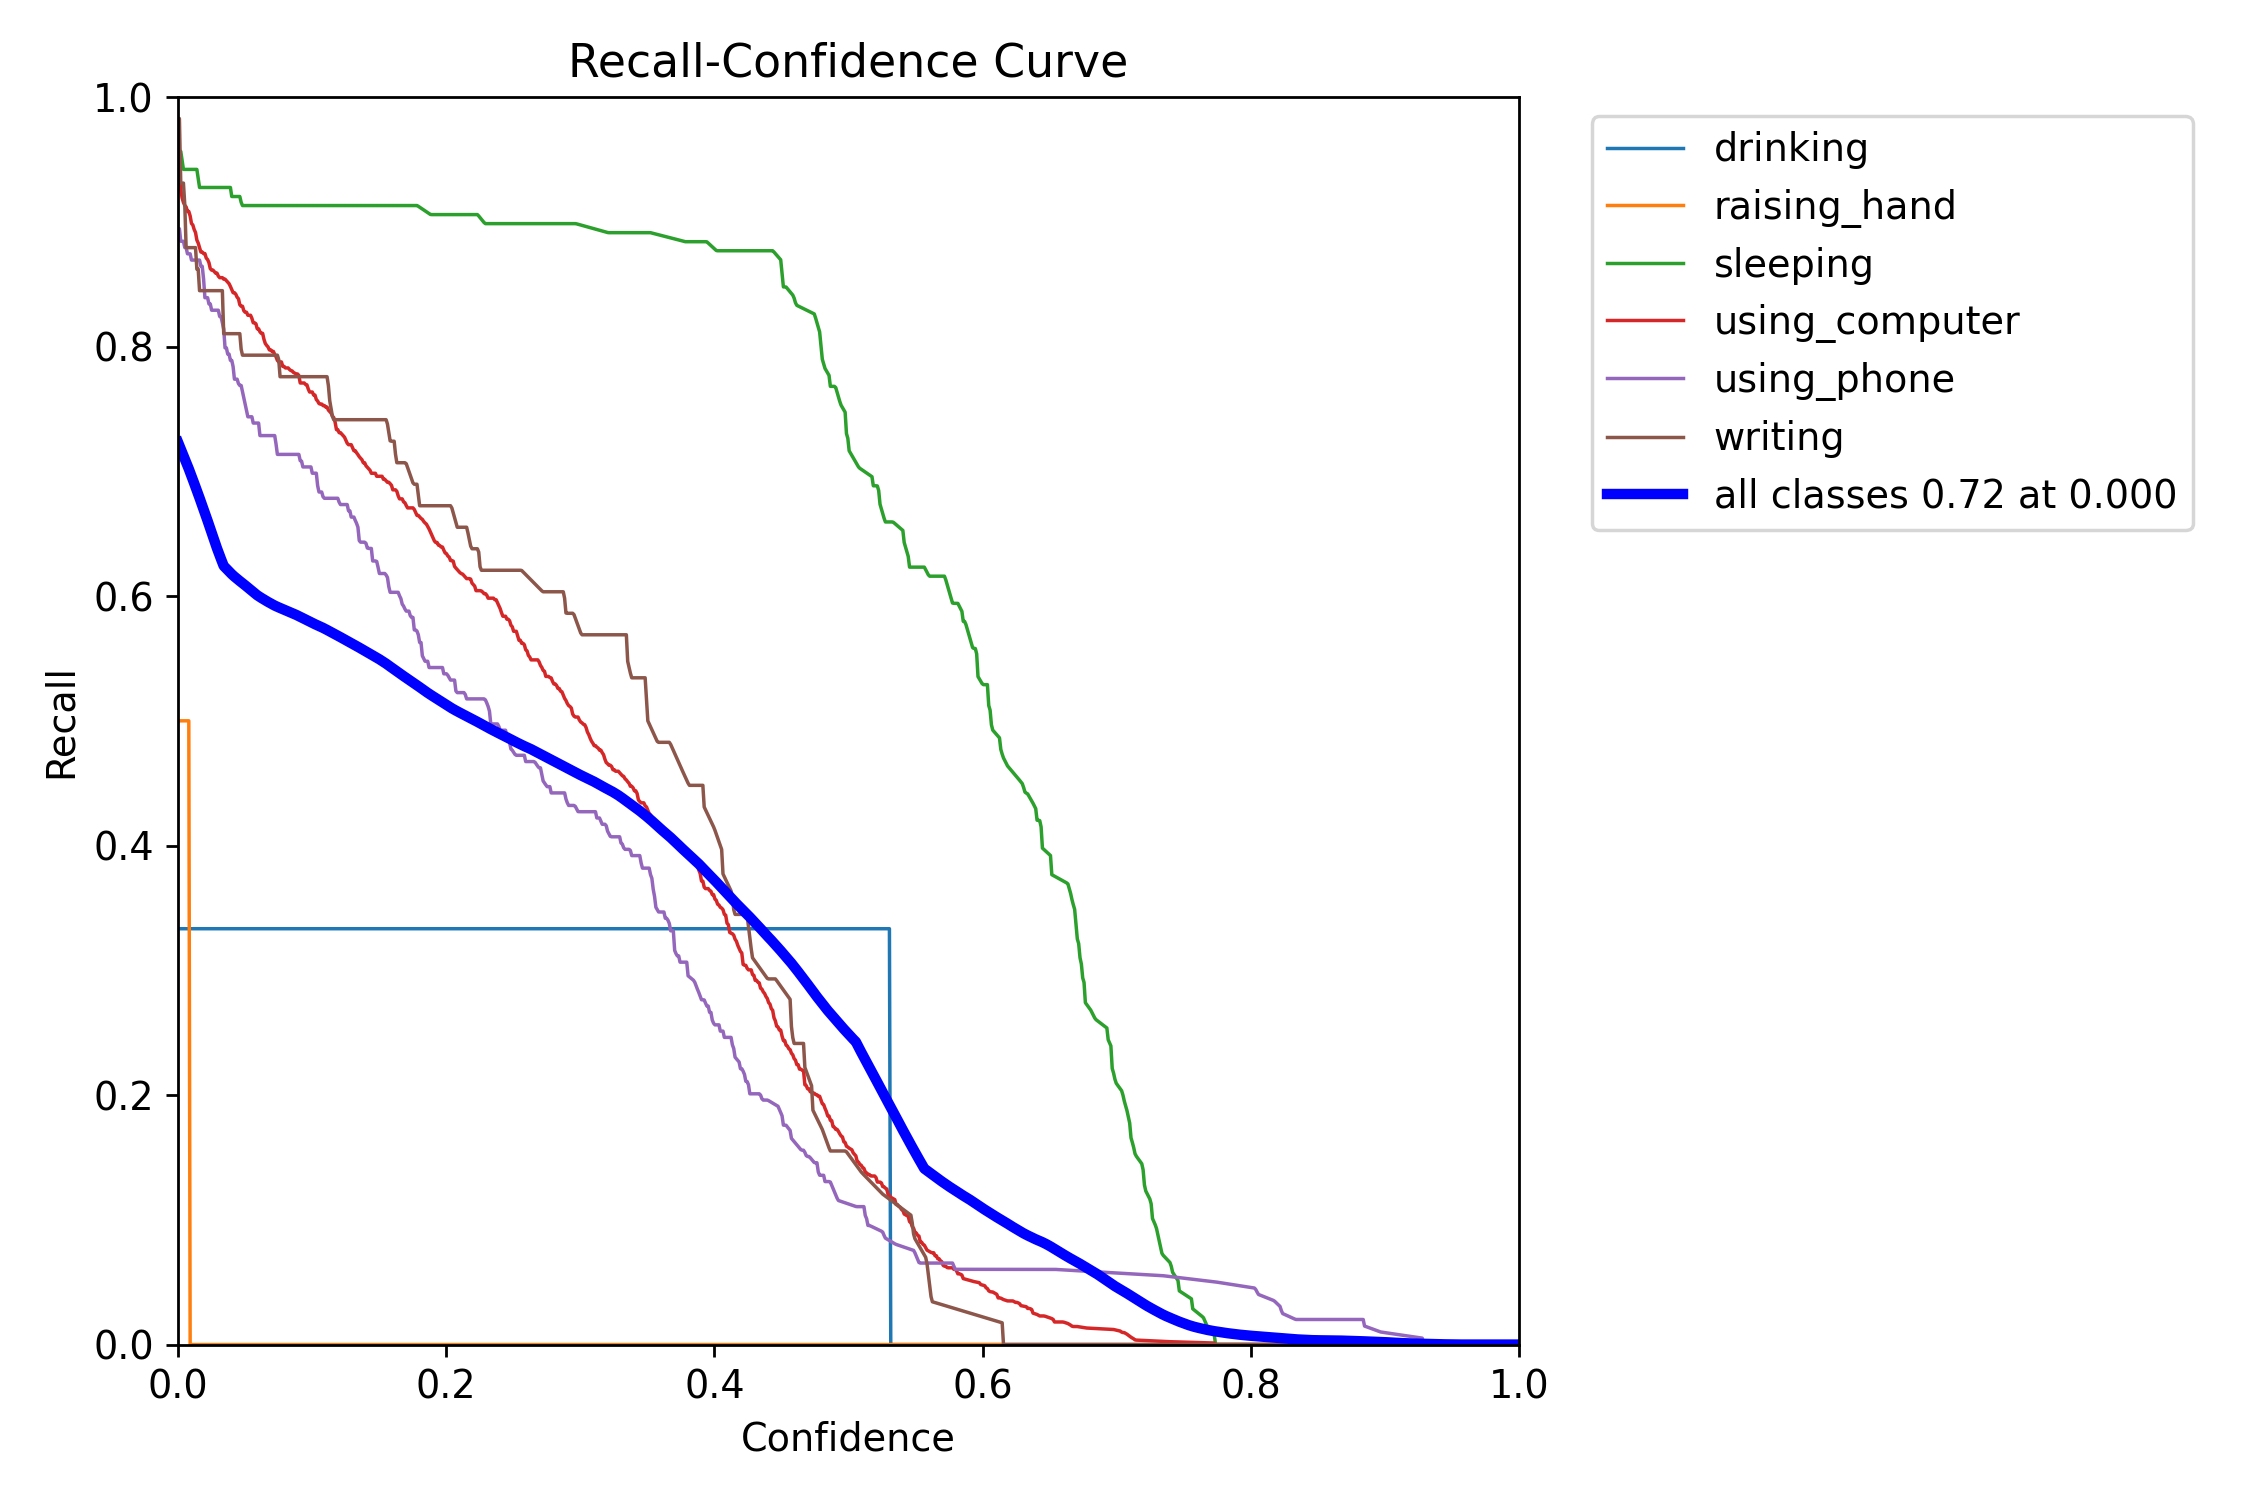 Recall-Confidence Curve
1.0
0.8
0.6
0.4
0.2
0.0
Recall
0.0 0.2 0.4 0.6 0.8 1.0
Confidence
drinking
raising_hand
sleeping
using_computer
using_phone
writing
all classes 0.72 at 0.000